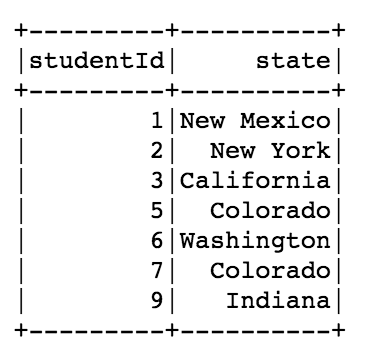 +---------+----------+
|studentId|     state|
+---------+----------+
|        1|New Mexico|
|        2|  New York|
|        3|California|
|        5|  Colorado|
|        6|Washington|
|        7|  Colorado|
|        9|   Indiana|
+---------+----------+